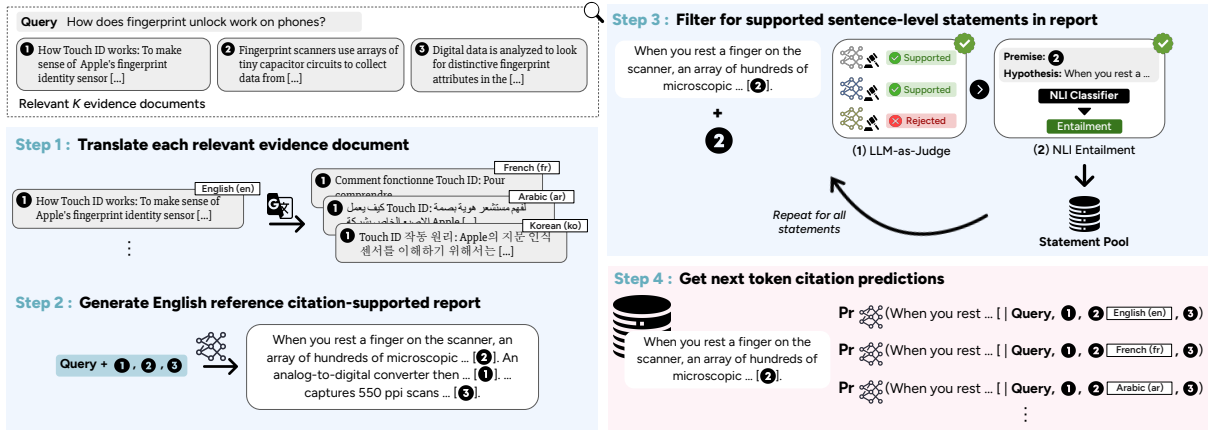 Query How does fingerprint unlock work on phones?
1 How Touch ID works: To make
sense of Apple's fingerprint
identity sensor [...]
2 Fingerprint scanners use arrays of
tiny capacitor circuits to collect
data from [...]
3 Digital data is analyzed to look
for distinctive fingerprint
attributes in the [...]
Relevant K evidence documents
Step 1 : Translate each relevant evidence document
English (en)
1 How Touch ID works: To make sense of
Apple's fingerprint identity sensor [...]
⋮
French (fr)
1 Comment fonctionne Touch ID: Pour
comprendre
Arabic (ar)
1 كيف يعمل Touch ID: لفهم مستشعر هوية بصمة
Korean (ko)
1 Touch ID 작동 원리: Apple의 지문 인식
센서를 이해하기 위해서는 [...]
Step 2 : Generate English reference citation-supported report
Query + 1 , 2 , 3
When you rest a finger on the scanner, an
array of hundreds of microscopic ... [2]. An
analog-to-digital converter then ... [1]. ...
captures 550 ppi scans ... [3].
Step 3 : Filter for supported sentence-level statements in report
When you rest a finger on the
scanner, an array of hundreds of
microscopic ... [2].
+
2
Supported
Supported
Rejected
(1) LLM-as-Judge
Premise: 2
Hypothesis: When you rest a ...
NLI Classifier
Entailment
(2) NLI Entailment
Repeat for all
statements
Statement Pool
Step 4 : Get next token citation predictions
When you rest a finger on the
scanner, an array of hundreds of
microscopic ... [2].
Pr (When you rest ... [ | Query, 1, 2 English (en) , 3)
Pr (When you rest ... [ | Query, 1, 2 French (fr) , 3)
Pr (When you rest ... [ | Query, 1, 2 Arabic (ar) , 3)
⋮